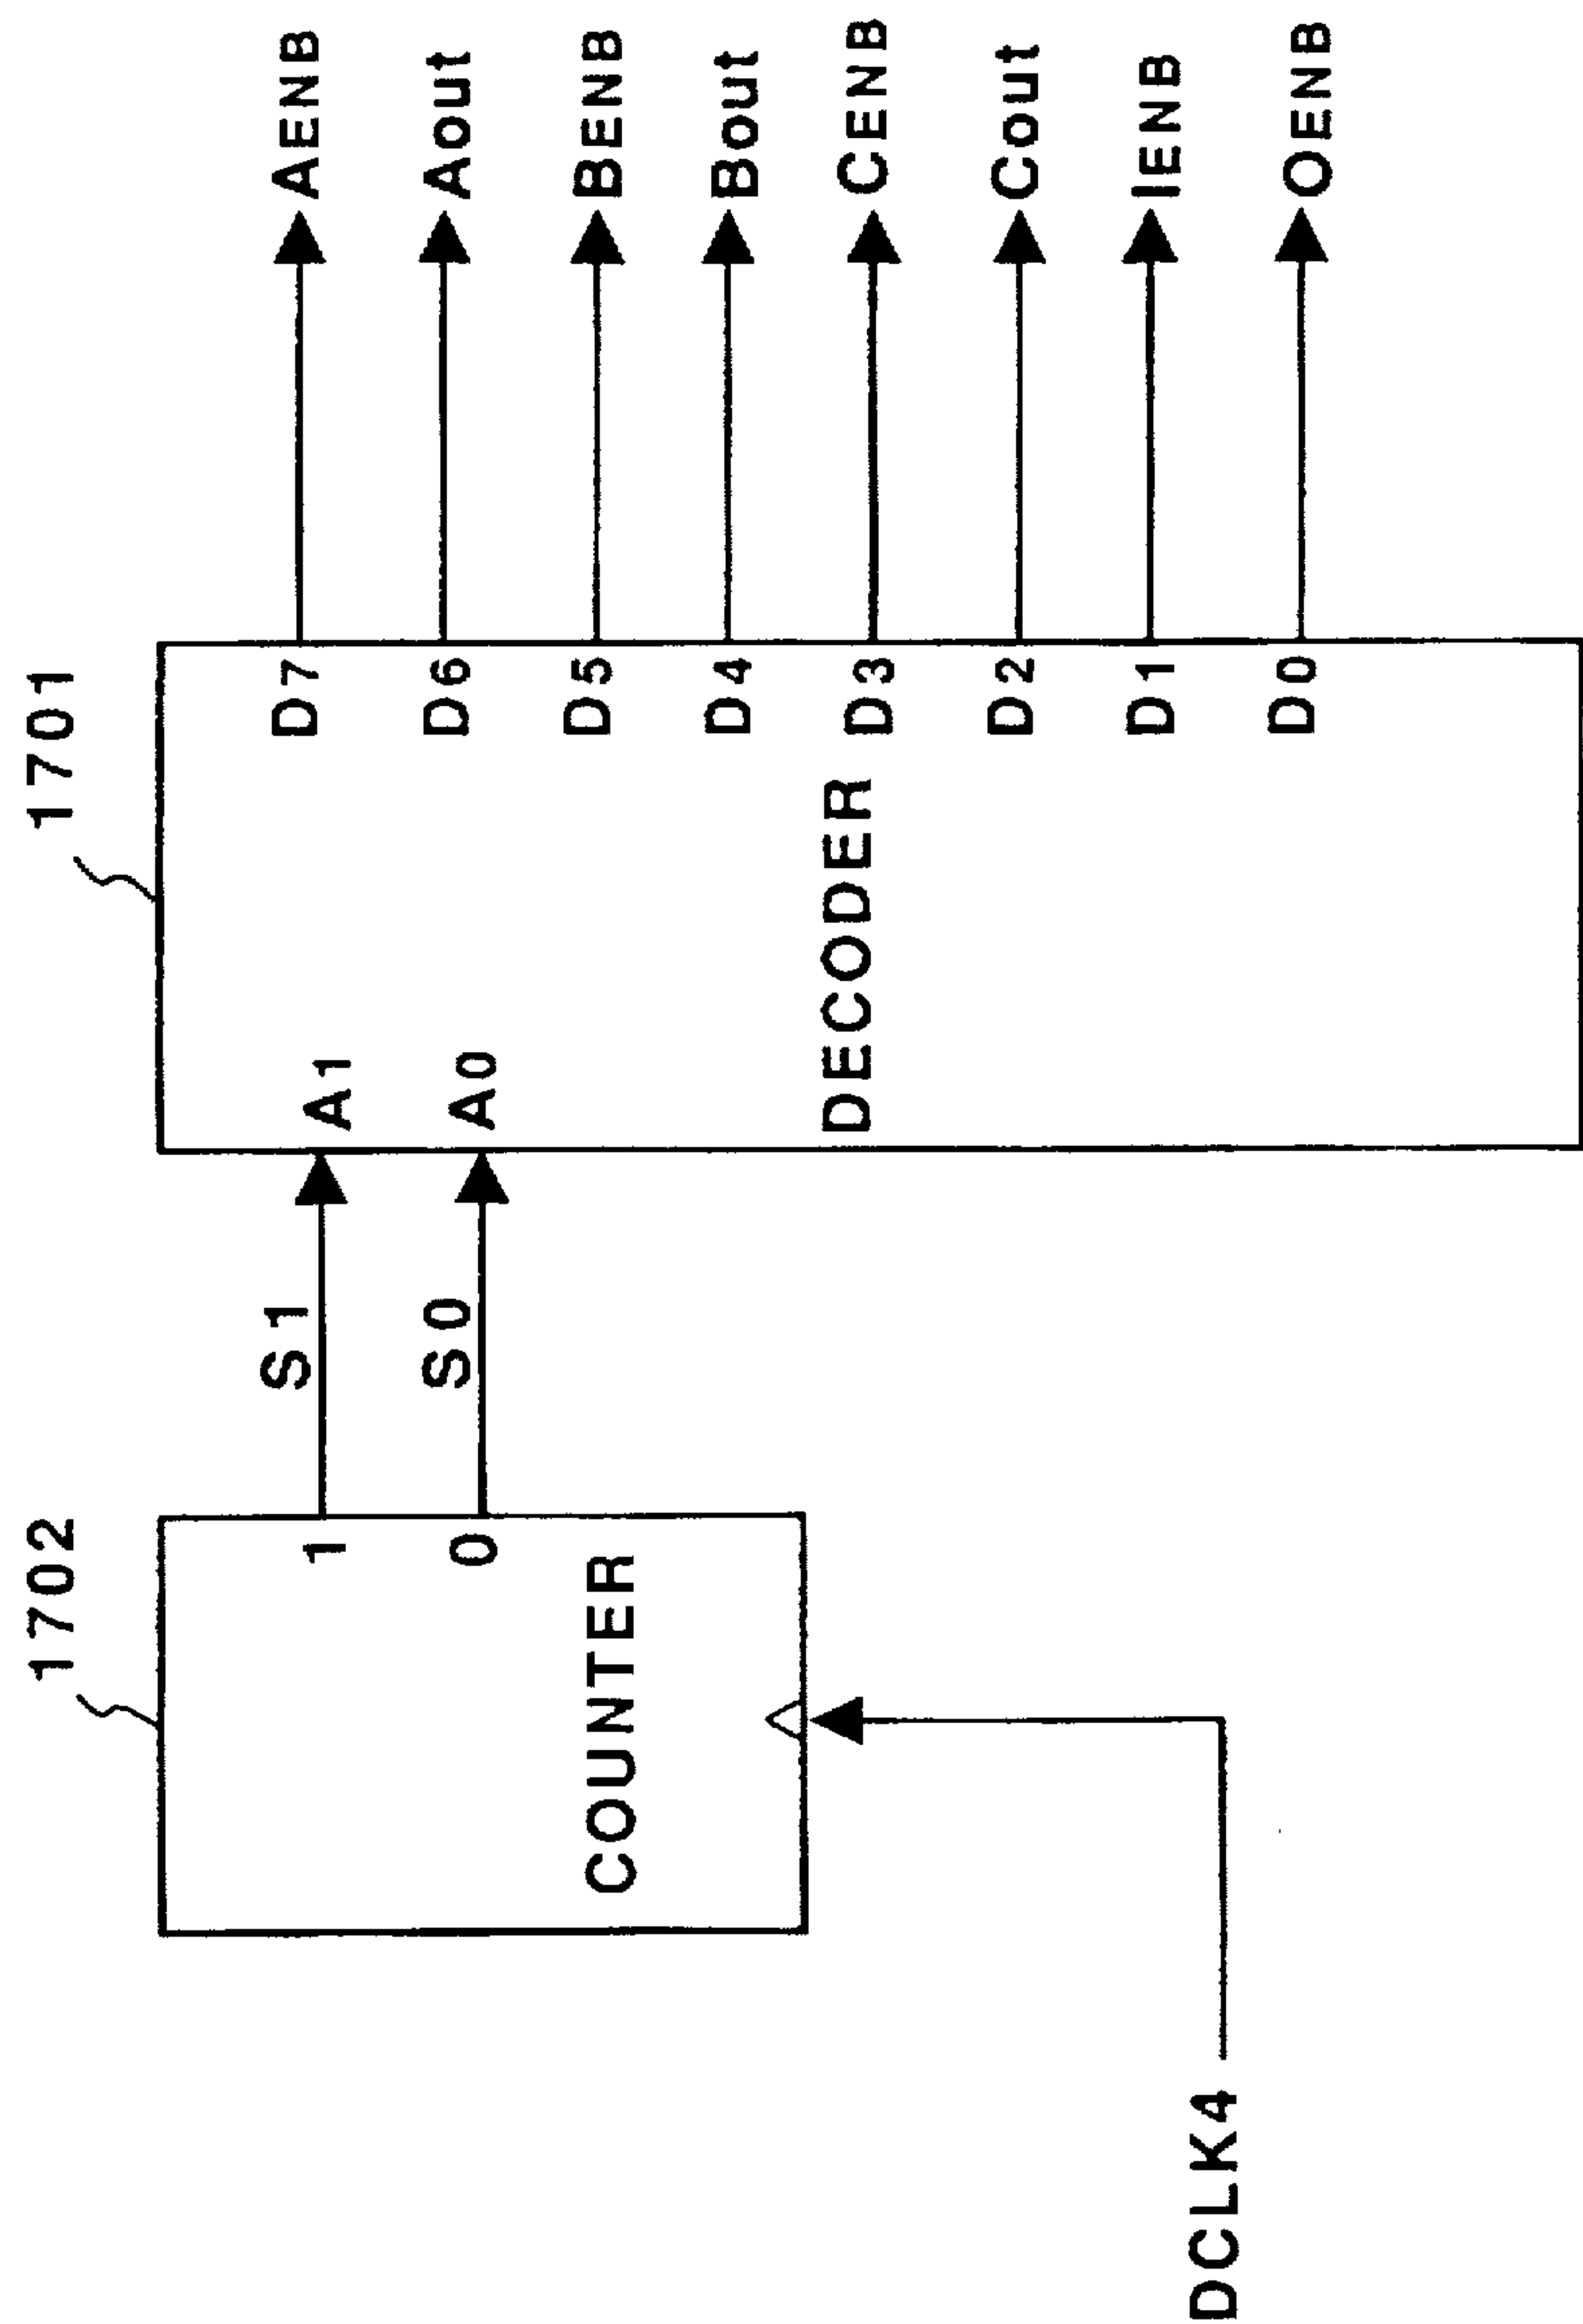 1702
1701
1
S1
A1
D7
AENB
0
S0
A0
D6
Aout
D5
BENB
COUNTER
D4
Bout
DECODER
D3
CENB
D2
Cout
D1
IENB
DCLK4
D0
OENB